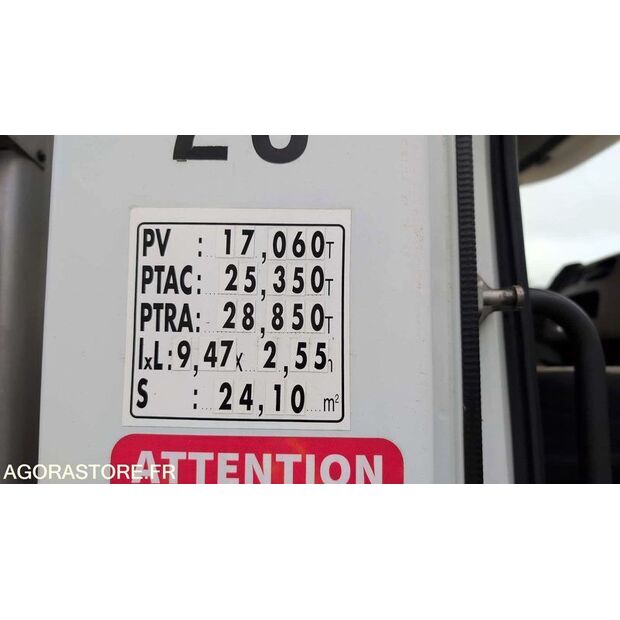 PV : 17,060T
PTAC: 25,350T
PTRA: 28,850T
lxL: 9,47x 2,55
S : 24,10 m²
ATTENTION
AGORASTORE.FR